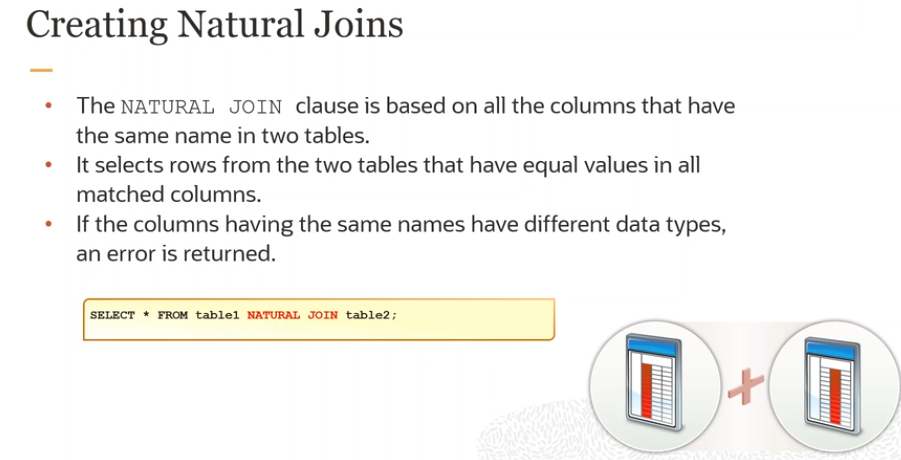 Creating Natural Joins
• The NATURAL JOIN clause is based on all the columns that have
the same name in two tables.
• It selects rows from the two tables that have equal values in all
matched columns.
• If the columns having the same names have different data types,
an error is returned.
SELECT * FROM table1 NATURAL JOIN table2;